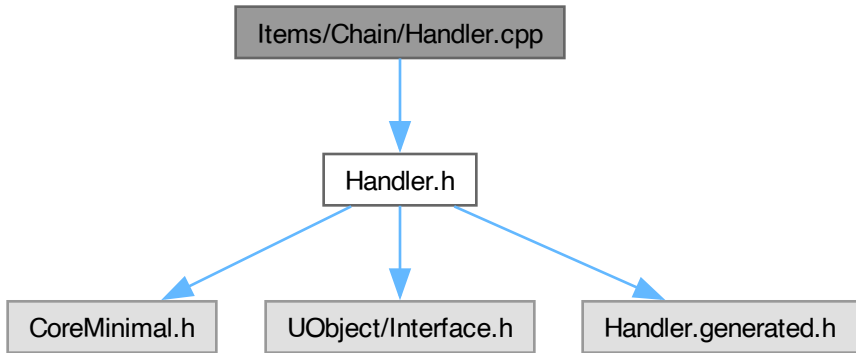 Items/Chain/Handler.cpp
Handler.h
CoreMinimal.h
UObject/Interface.h
Handler.generated.h